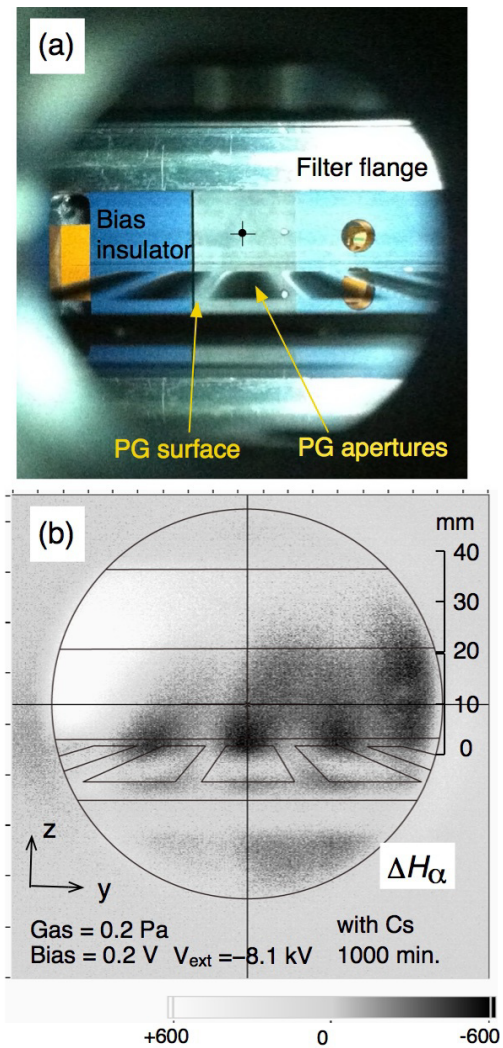 (a)
Filter flange
Bias
insulator
PG surface
PG apertures
(b)
mm
40
30
20
10
0
z
y
ΔHα
Gas = 0.2 Pa
with Cs
Bias = 0.2 V
Vext =−8.1 kV
1000 min.
+600
0
-600